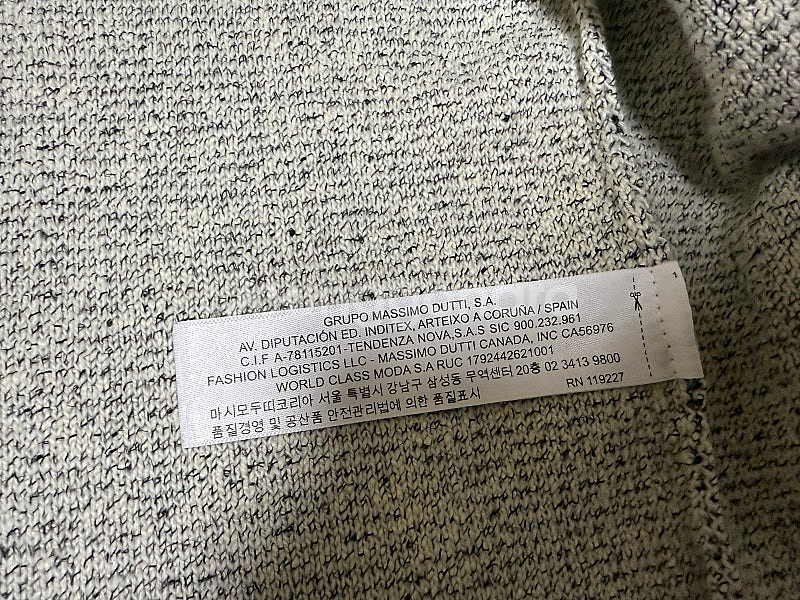 GRUPO MASSIMO DUTTI, S.A.
AV. DIPUTACIÓN ED. INDITEX, ARTEIXO A CORUÑA / SPAIN
C.I.F A-78115201-TENDENZA NOVA,S.A.S SIC 900.232.961
FASHION LOGISTICS LLC - MASSIMO DUTTI CANADA, INC CA56976
WORLD CLASS MODA S.A RUC 1792442621001
마시모두띠코리아 서울 특별시 강남구 삼성동 무역센터 20층 02 3413 9800
품질경영 및 공산품 안전관리법에 의한 품질표시
RN 119227
1